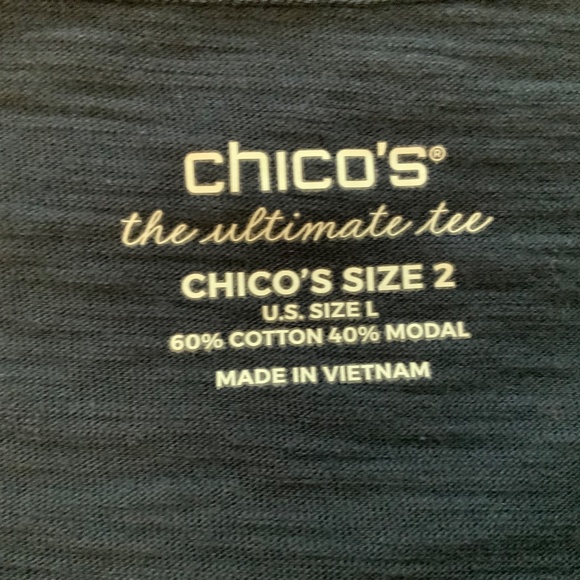 chico's®
the ultimate tee
CHICO'S SIZE 2
U.S. SIZE L
60% COTTON 40% MODAL
MADE IN VIETNAM